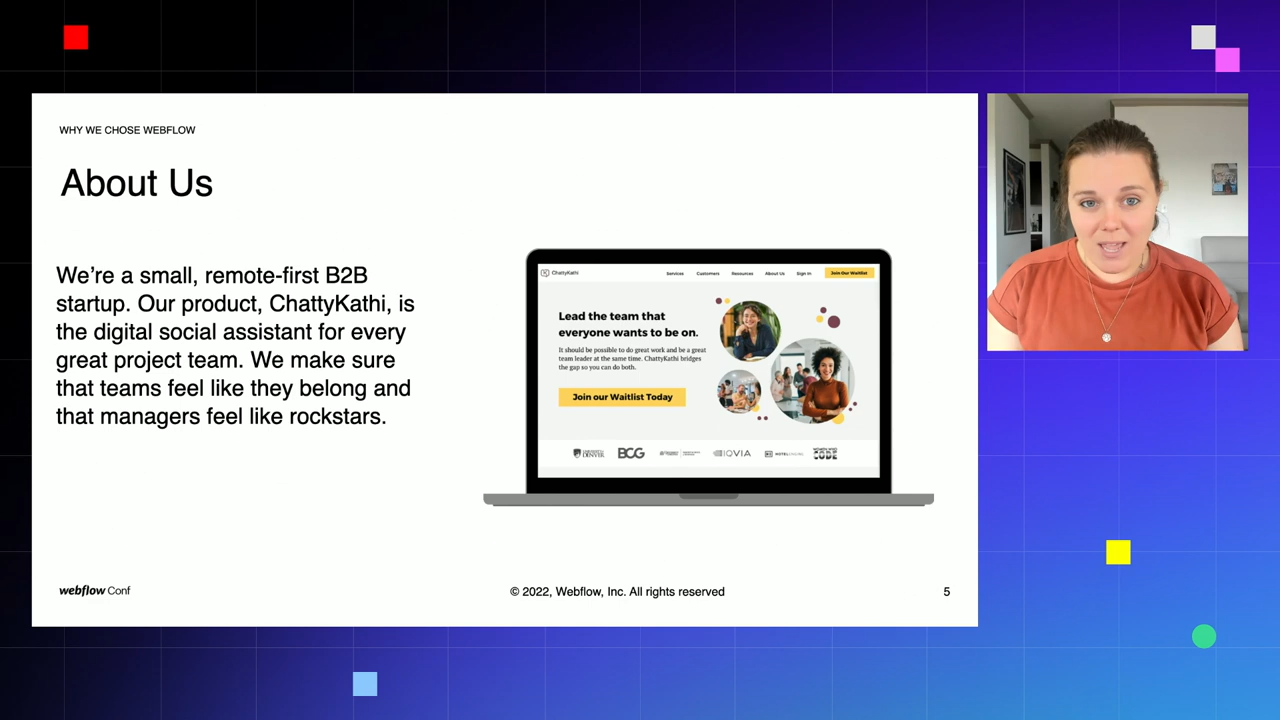 WHY WE CHOSE WEBFLOW
About Us
We're a small, remote-first B2B
startup. Our product, ChattyKathi, is
the digital social assistant for every
great project team. We make sure
that teams feel like they belong and
that managers feel like rockstars.
ChattyKathi
Services Customers Resources About Us Sign In Join Our Waitlist
Lead the team that
everyone wants to be on.
It should be possible to do great work and be a great
team leader at the same time. ChattyKathi bridges
the gap so you can do both.
Join our Waitlist Today
DENVER BCG IQVIA CODE
webflow Conf
© 2022, Webflow, Inc. All rights reserved
5